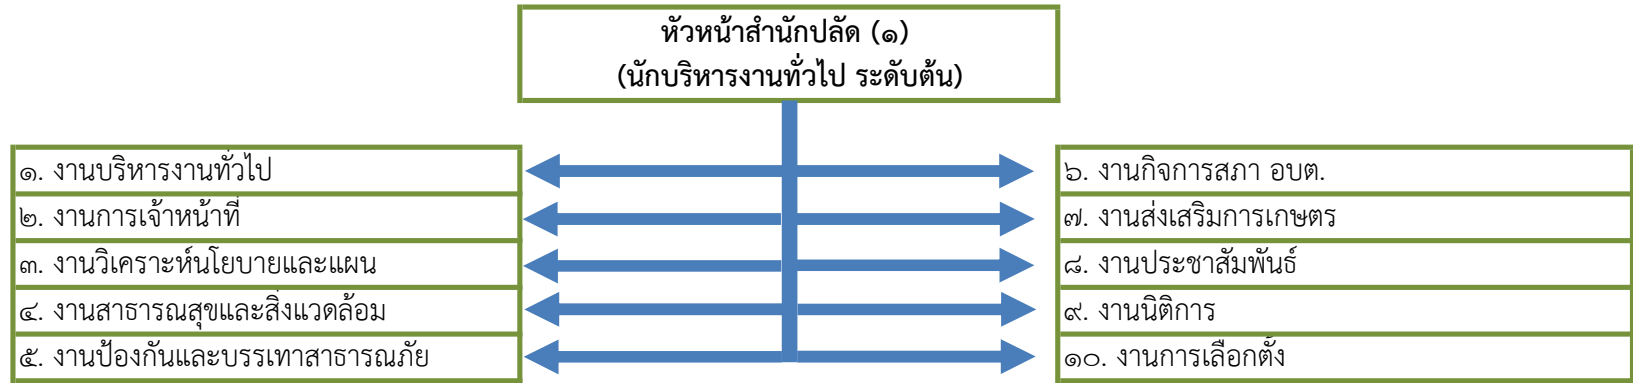 หัวหน้าสำนักปลัด (๑)
(นักบริหารงานทั่วไป ระดับต้น)
๑. งานบริหารงานทั่วไป
๒. งานการเจ้าหน้าที่
๓. งานวิเคราะห์นโยบายและแผน
๔. งานสาธารณสุขและสิ่งแวดล้อม
๕. งานป้องกันและบรรเทาสาธารณภัย
๖. งานกิจการสภา อบต.
๗. งานส่งเสริมการเกษตร
๘. งานประชาสัมพันธ์
๙. งานนิติการ
๑๐. งานการเลือกตั้ง